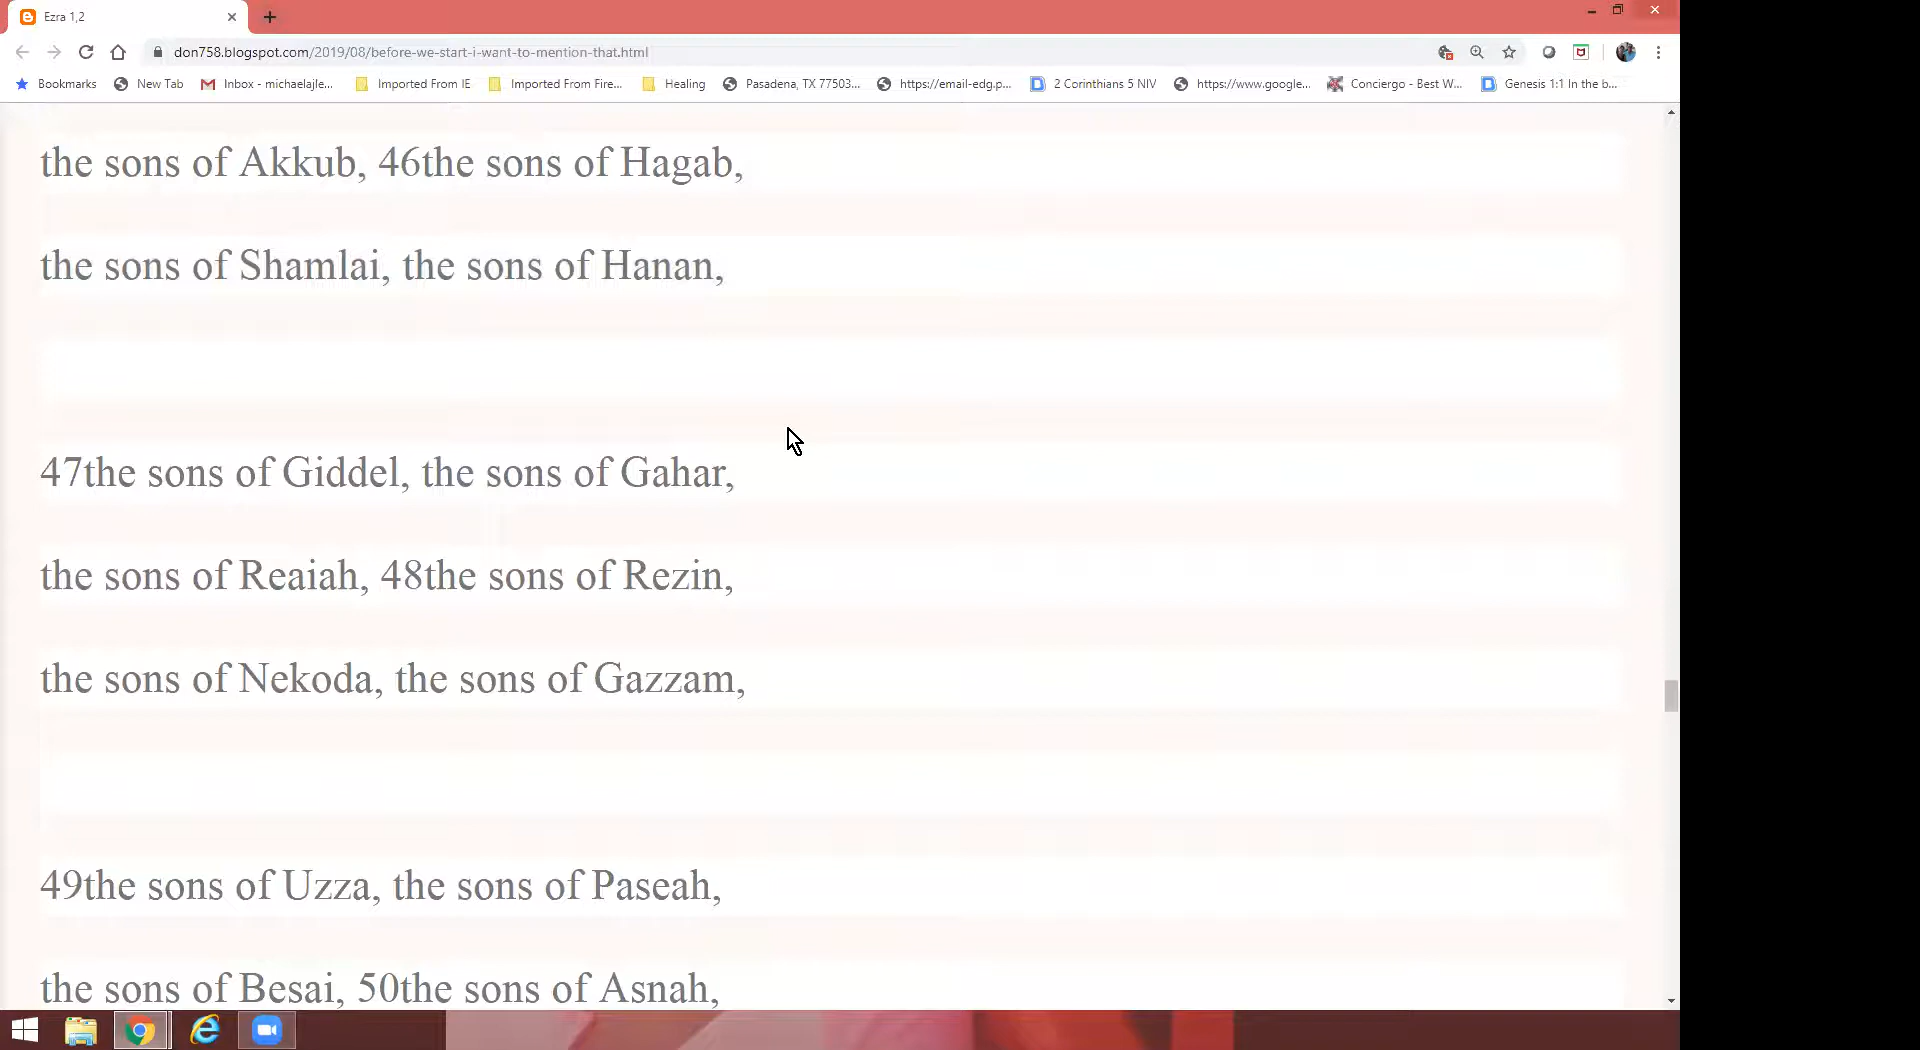 Ezra 1,2
don758.blogspot.com/2019/08/before-we-start-i-want-to-mention-that.html
Bookmarks New Tab Inbox - michaelajle... Imported From IE Imported From Fire... Healing Pasadena, TX 77503... https://email-edg.p... 2 Corinthians 5 NIV https://www.google... Conciergo - Best W... Genesis 1:1 In the b...
the sons of Akkub, 46the sons of Hagab,
the sons of Shamlai, the sons of Hanan,
47the sons of Giddel, the sons of Gahar,
the sons of Reaiah, 48the sons of Rezin,
the sons of Nekoda, the sons of Gazzam,
49the sons of Uzza, the sons of Paseah,
the sons of Besai, 50the sons of Asnah,